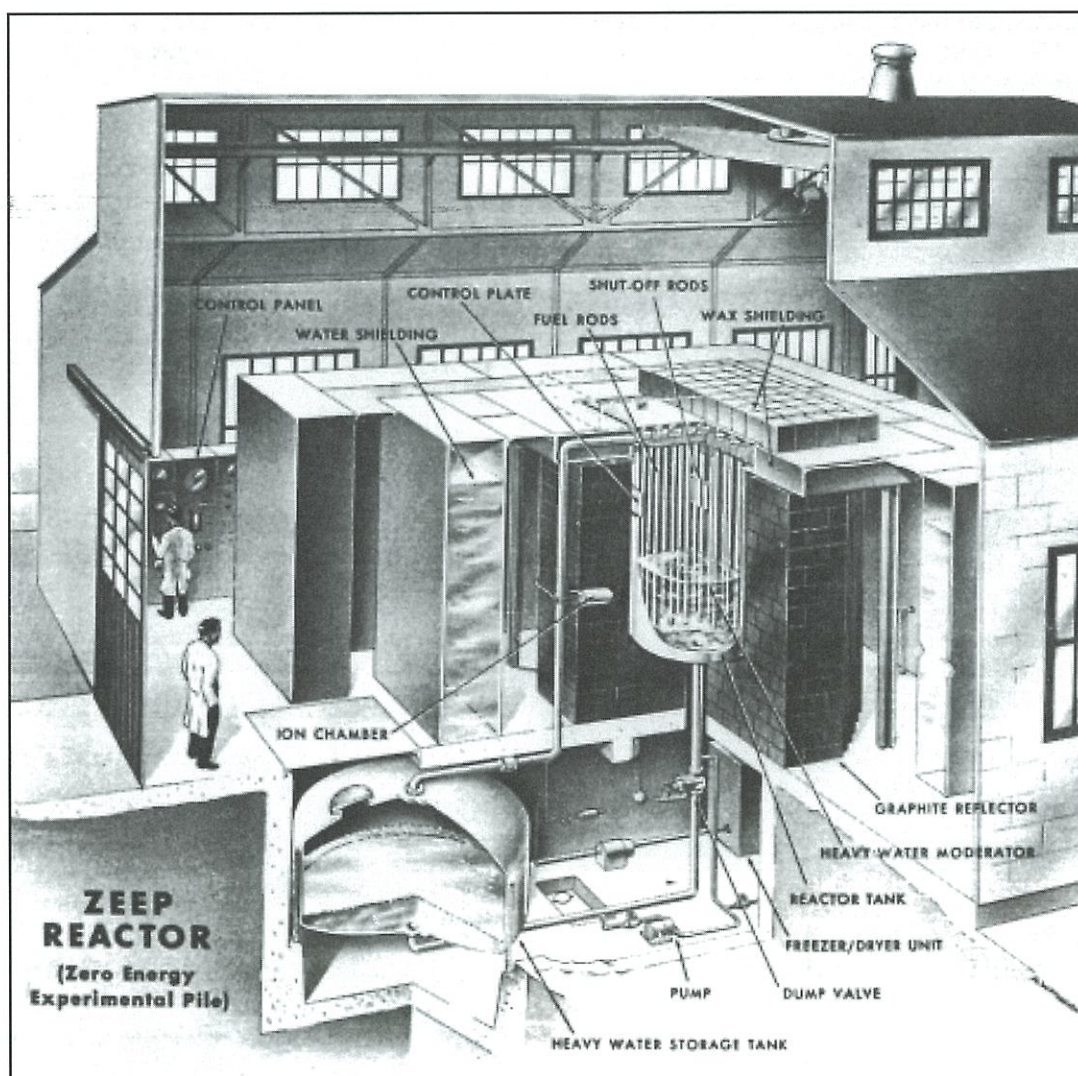 SHUT-OFF RODS
CONTROL PLATE
CONTROL PANEL
FUEL RODS
WAX SHIELDING
WATER SHIELDING
ION CHAMBER
GRAPHITE REFLECTOR
HEAVY WATER MODERATOR
REACTOR TANK
FREEZER/DRYER UNIT
PUMP
DUMP VALVE
HEAVY WATER STORAGE TANK
ZEEP
REACTOR
(Zero Energy
Experimental Pile)